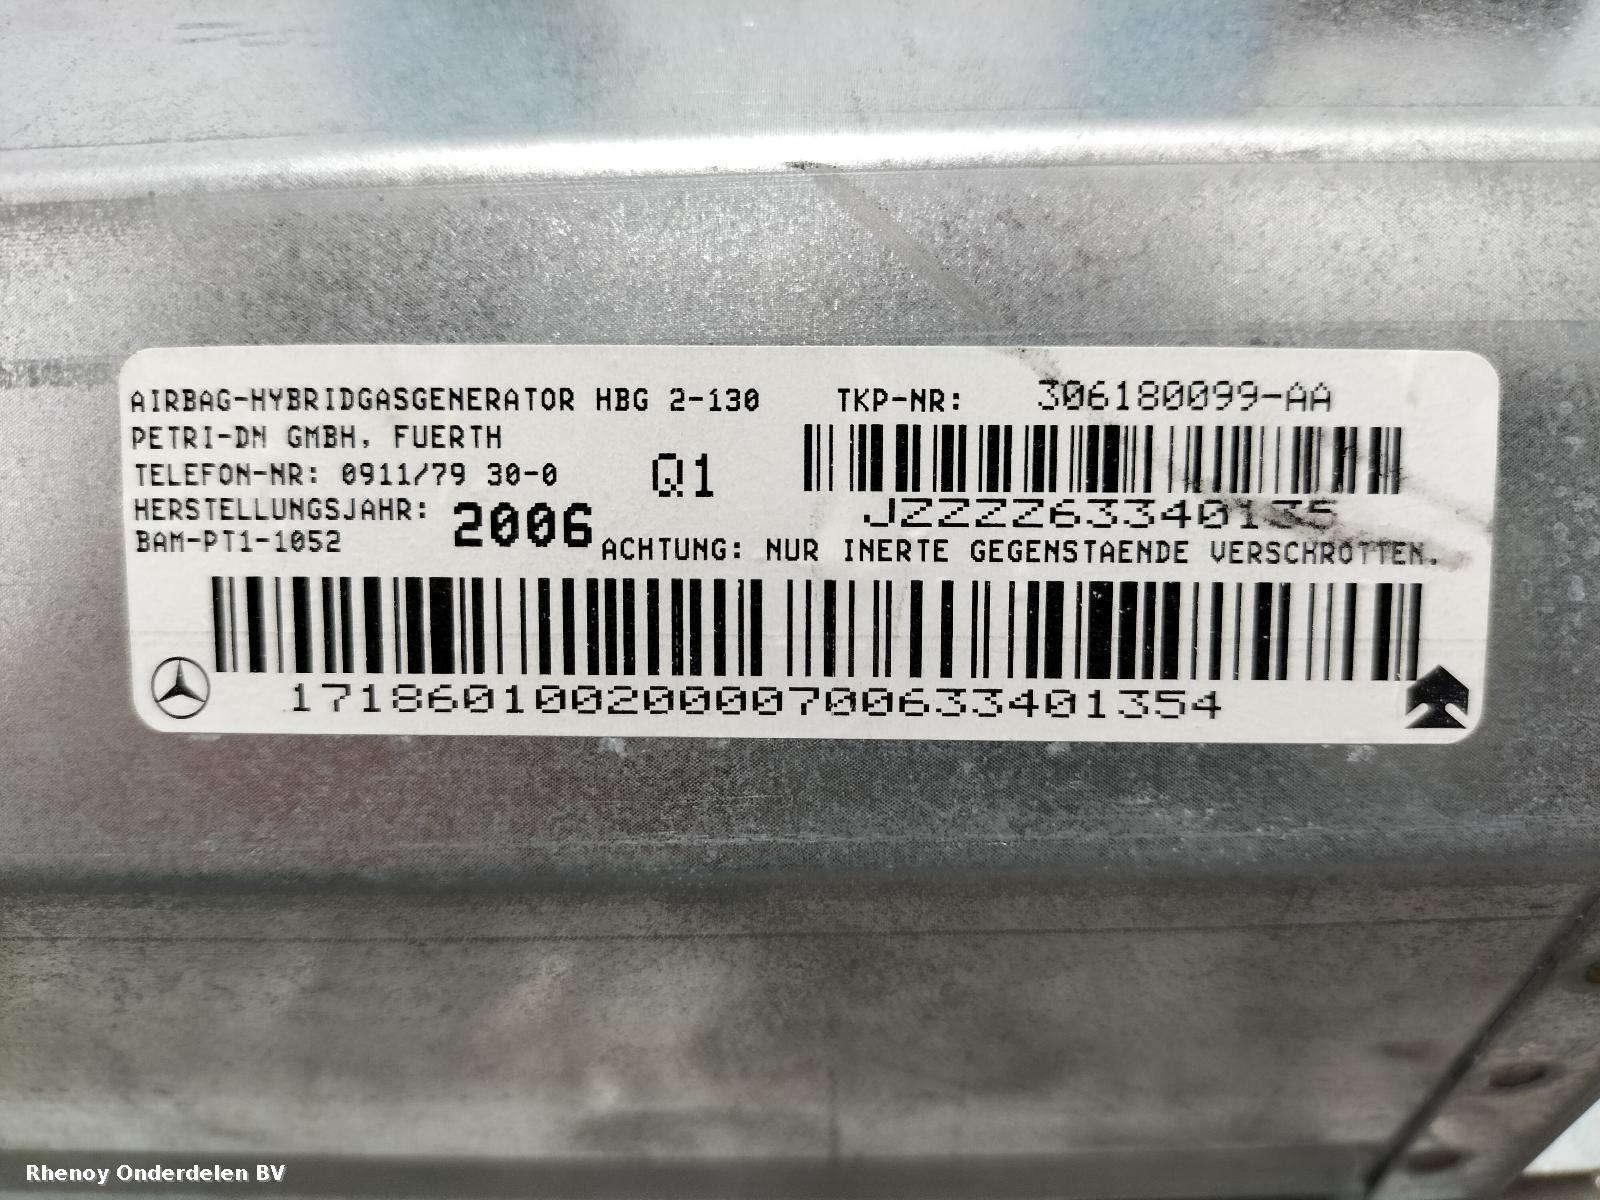 AIRBAG-HYBRIDGASGENERATOR HBG 2-130
PETRI-DN GMBH, FUERTH
TELEFON-NR: 0911/79 30-0
HERSTELLUNGSJAHR: 2006
BAM-PT1-1052
Q1
TKP-NR: 306180099-AA
JZZZZ63340135
ACHTUNG: NUR INERTE GEGENSTAENDE VERSCHROTTEN.
17186010020000700633401354
Rhenoy Onderdelen BV